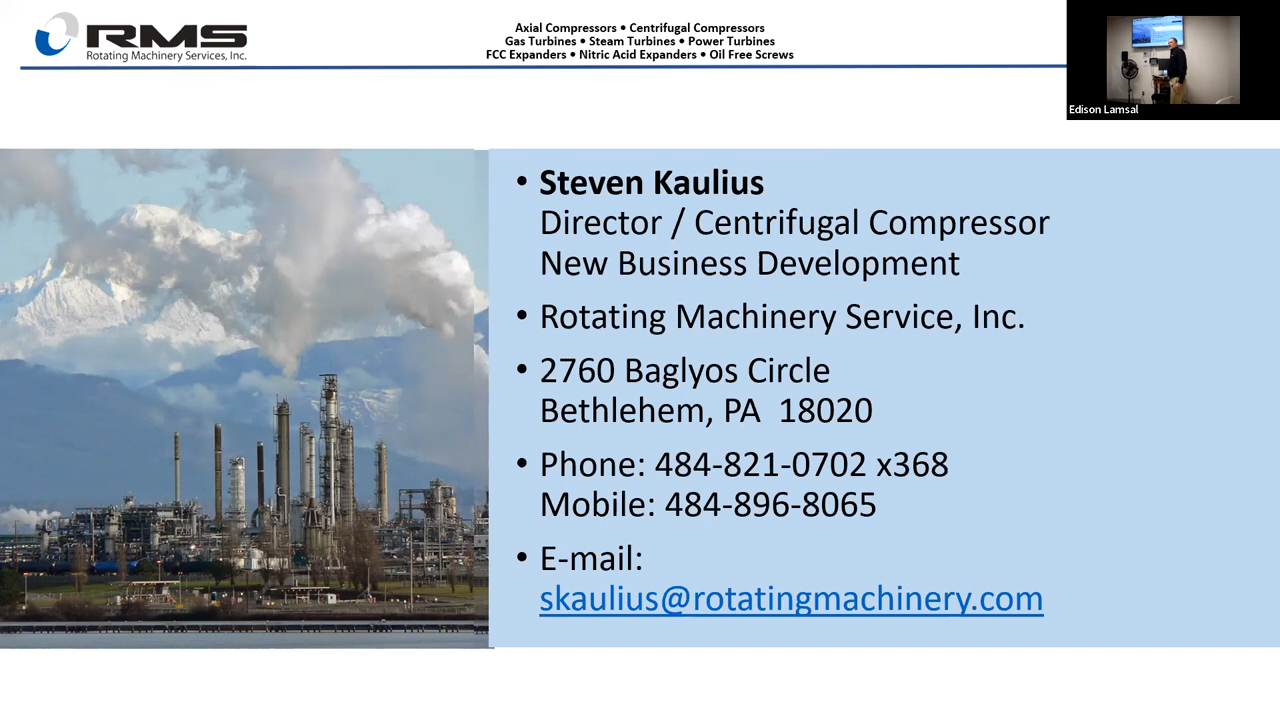 RMS
Rotating Machinery Services, Inc.
Axial Compressors • Centrifugal Compressors
Gas Turbines • Steam Turbines • Power Turbines
FCC Expanders • Nitric Acid Expanders • Oil Free Screws
Edison Lamsal
• Steven Kaulius
Director / Centrifugal Compressor
New Business Development
• Rotating Machinery Service, Inc.
• 2760 Baglyos Circle
Bethlehem, PA 18020
• Phone: 484-821-0702 x368
Mobile: 484-896-8065
• E-mail:
skaulius@rotatingmachinery.com